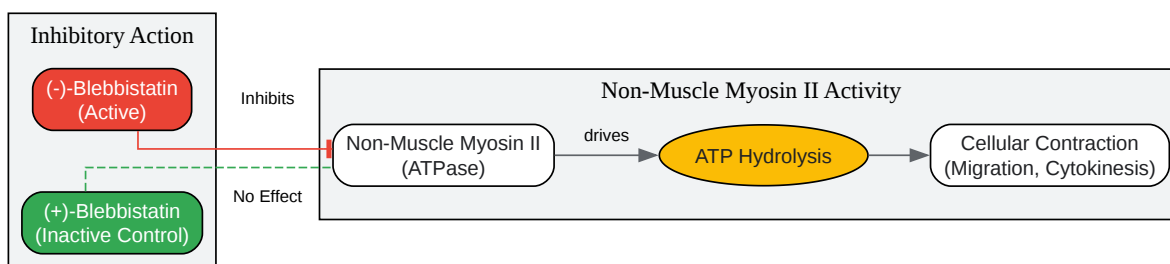 Inhibitory Action
(-)-Blebbistatin
(Active)
(+)-Blebbistatin
(Inactive Control)
Inhibits
No Effect
Non-Muscle Myosin II Activity
Non-Muscle Myosin II
(ATPase)
drives
ATP Hydrolysis
Cellular Contraction
(Migration, Cytokinesis)